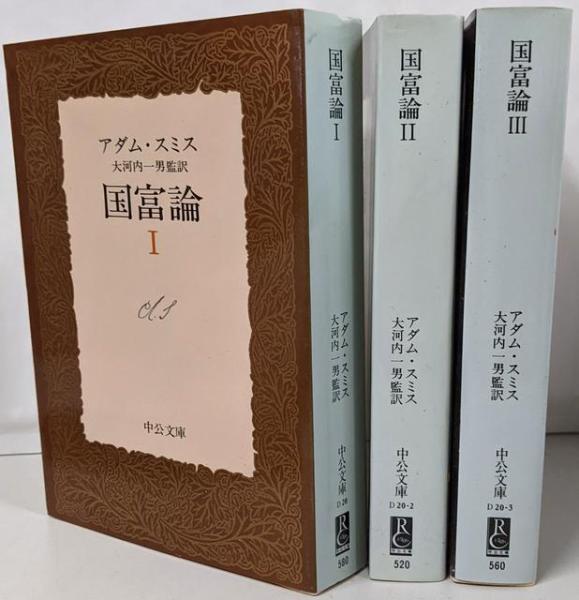 アダム・スミス
大河内一男監訳
国富論
I
中公文庫
国富論 I
アダム・スミス
大河内一男監訳
中公文庫
D 20
R
580
国富論 II
アダム・スミス
大河内一男監訳
中公文庫
D 20-2
R
520
国富論 III
アダム・スミス
大河内一男監訳
中公文庫
D 20-3
R
560